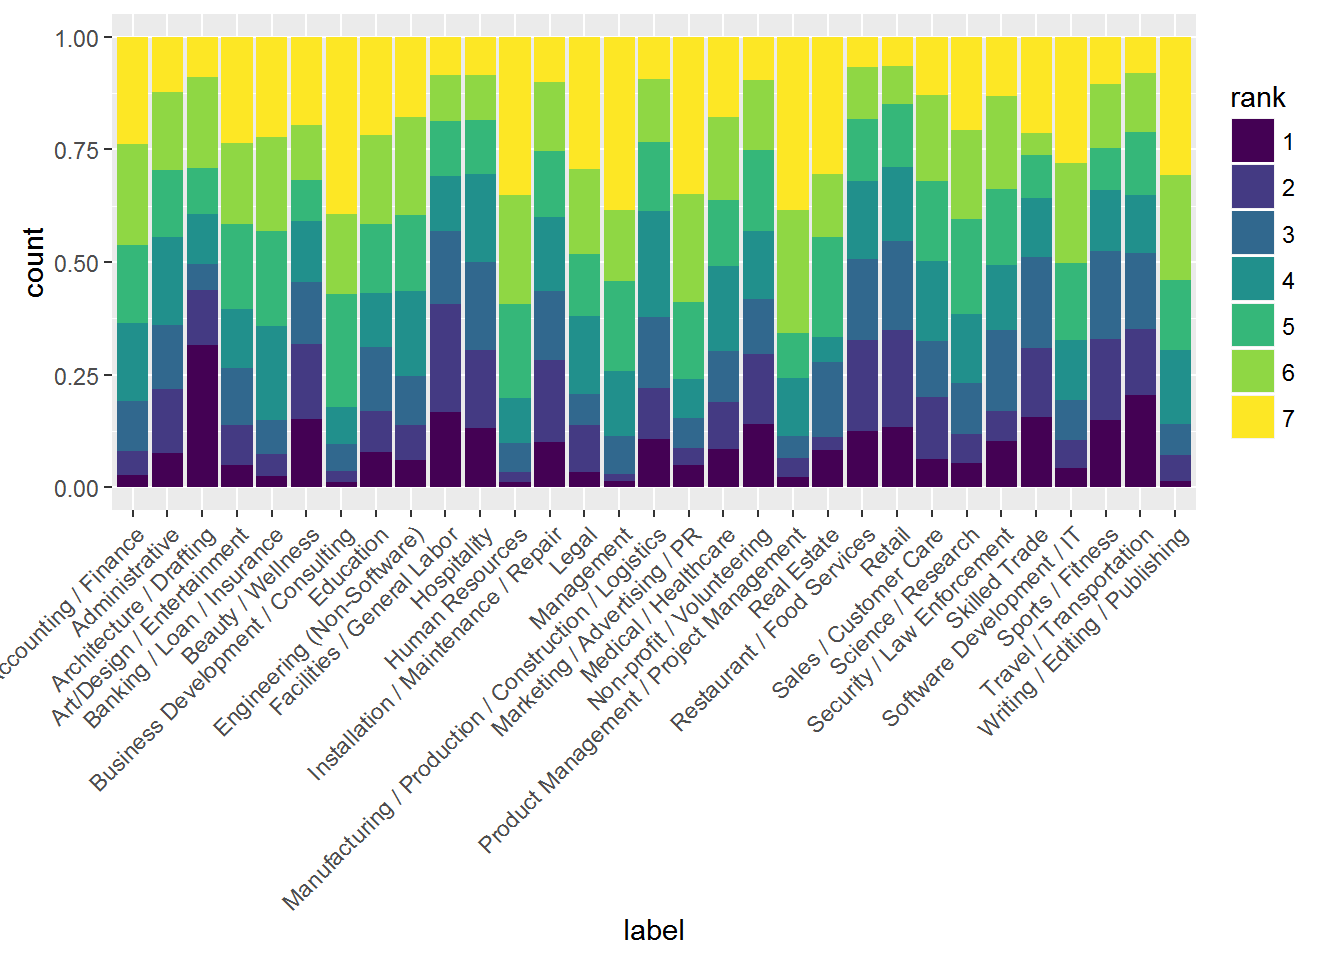 1.00
0.75
0.50
0.25
0.00
count
Accounting / Finance
Administrative
Architecture / Drafting
Art/Design / Entertainment
Banking / Loan / Insurance
Beauty / Wellness
Business Development / Consulting
Education
Engineering (Non-Software)
Facilities / General Labor
Hospitality
Human Resources
Installation / Maintenance / Repair
Legal
Management
Manufacturing / Production / Construction / Logistics
Marketing / Advertising / PR
Medical / Healthcare
Non-profit / Volunteering
Product Management / Project Management
Real Estate
Restaurant / Food Services
Retail
Sales / Customer Care
Science / Research
Security / Law Enforcement
Skilled Trade
Software Development / IT
Sports / Fitness
Travel / Transportation
Writing / Editing / Publishing
label
rank
1
2
3
4
5
6
7